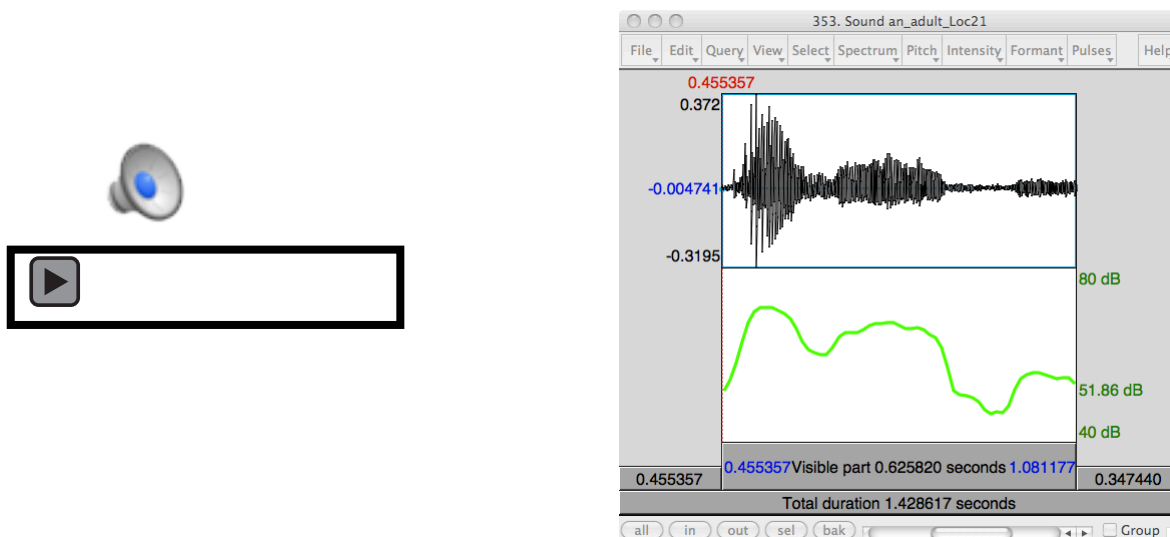 353. Sound an_adult_Loc21
File Edit Query View Select Spectrum Pitch Intensity Formant Pulses Help
0.455357
0.372
-0.004741
-0.3195
80 dB
51.86 dB
40 dB
0.455357 Visible part 0.625820 seconds 1.081177
0.455357 0.347440
Total duration 1.428617 seconds
all in out sel bak Group